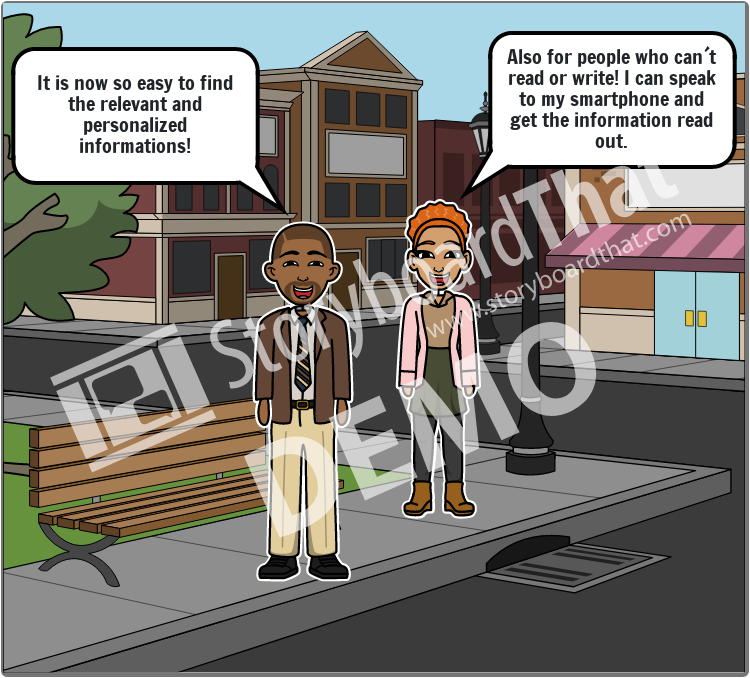 It is now so easy to find
the relevant and
personalized
informations!
Also for people who can´t
read or write! I can speak
to my smartphone and
get the information read
out.
StoryboardThat
www.storyboardthat.com
DEMO